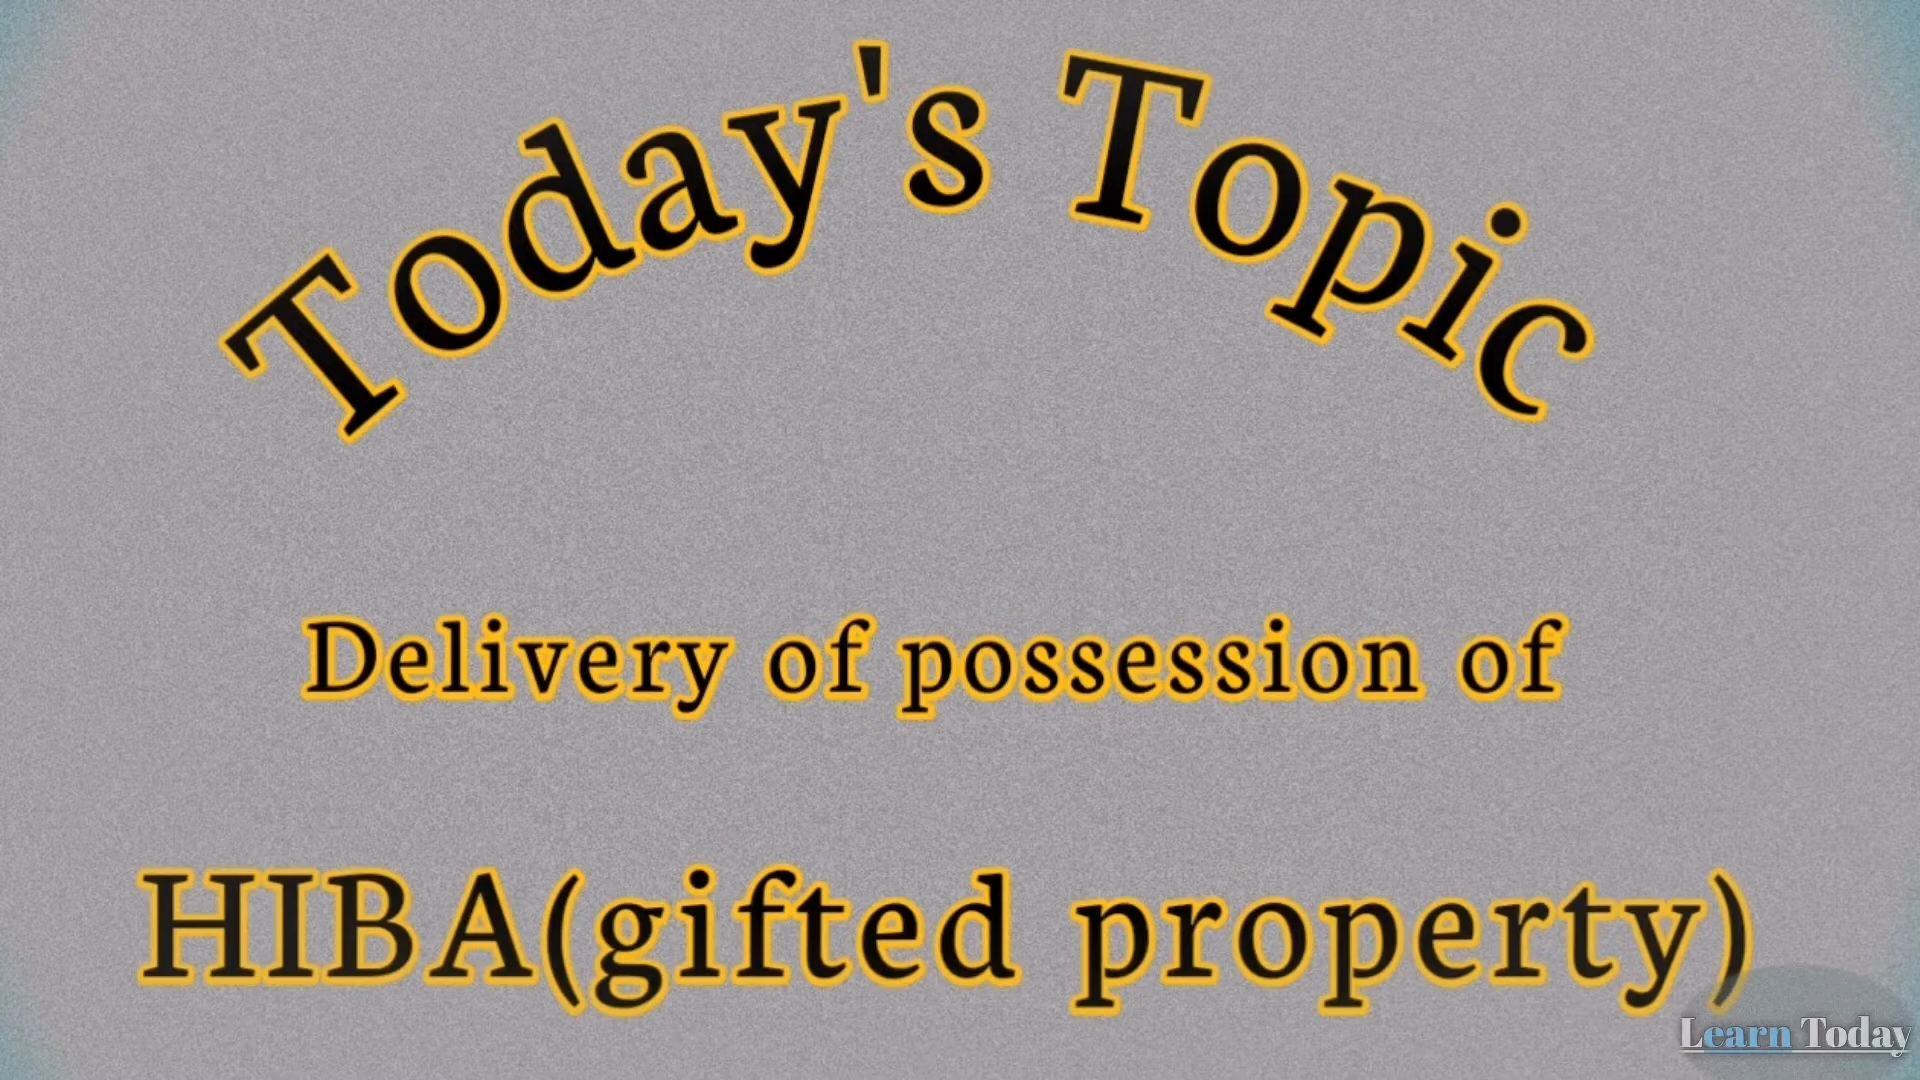 Today's Topic
Delivery of possession of
HIBA(gifted property)
Learn Today